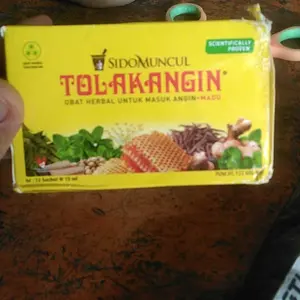 SIDOMUNCUL
SCIENTIFICALLY
PROVEN
TOLAKANGIN®
OBAT HERBAL UNTUK MASUK ANGIN+MADU